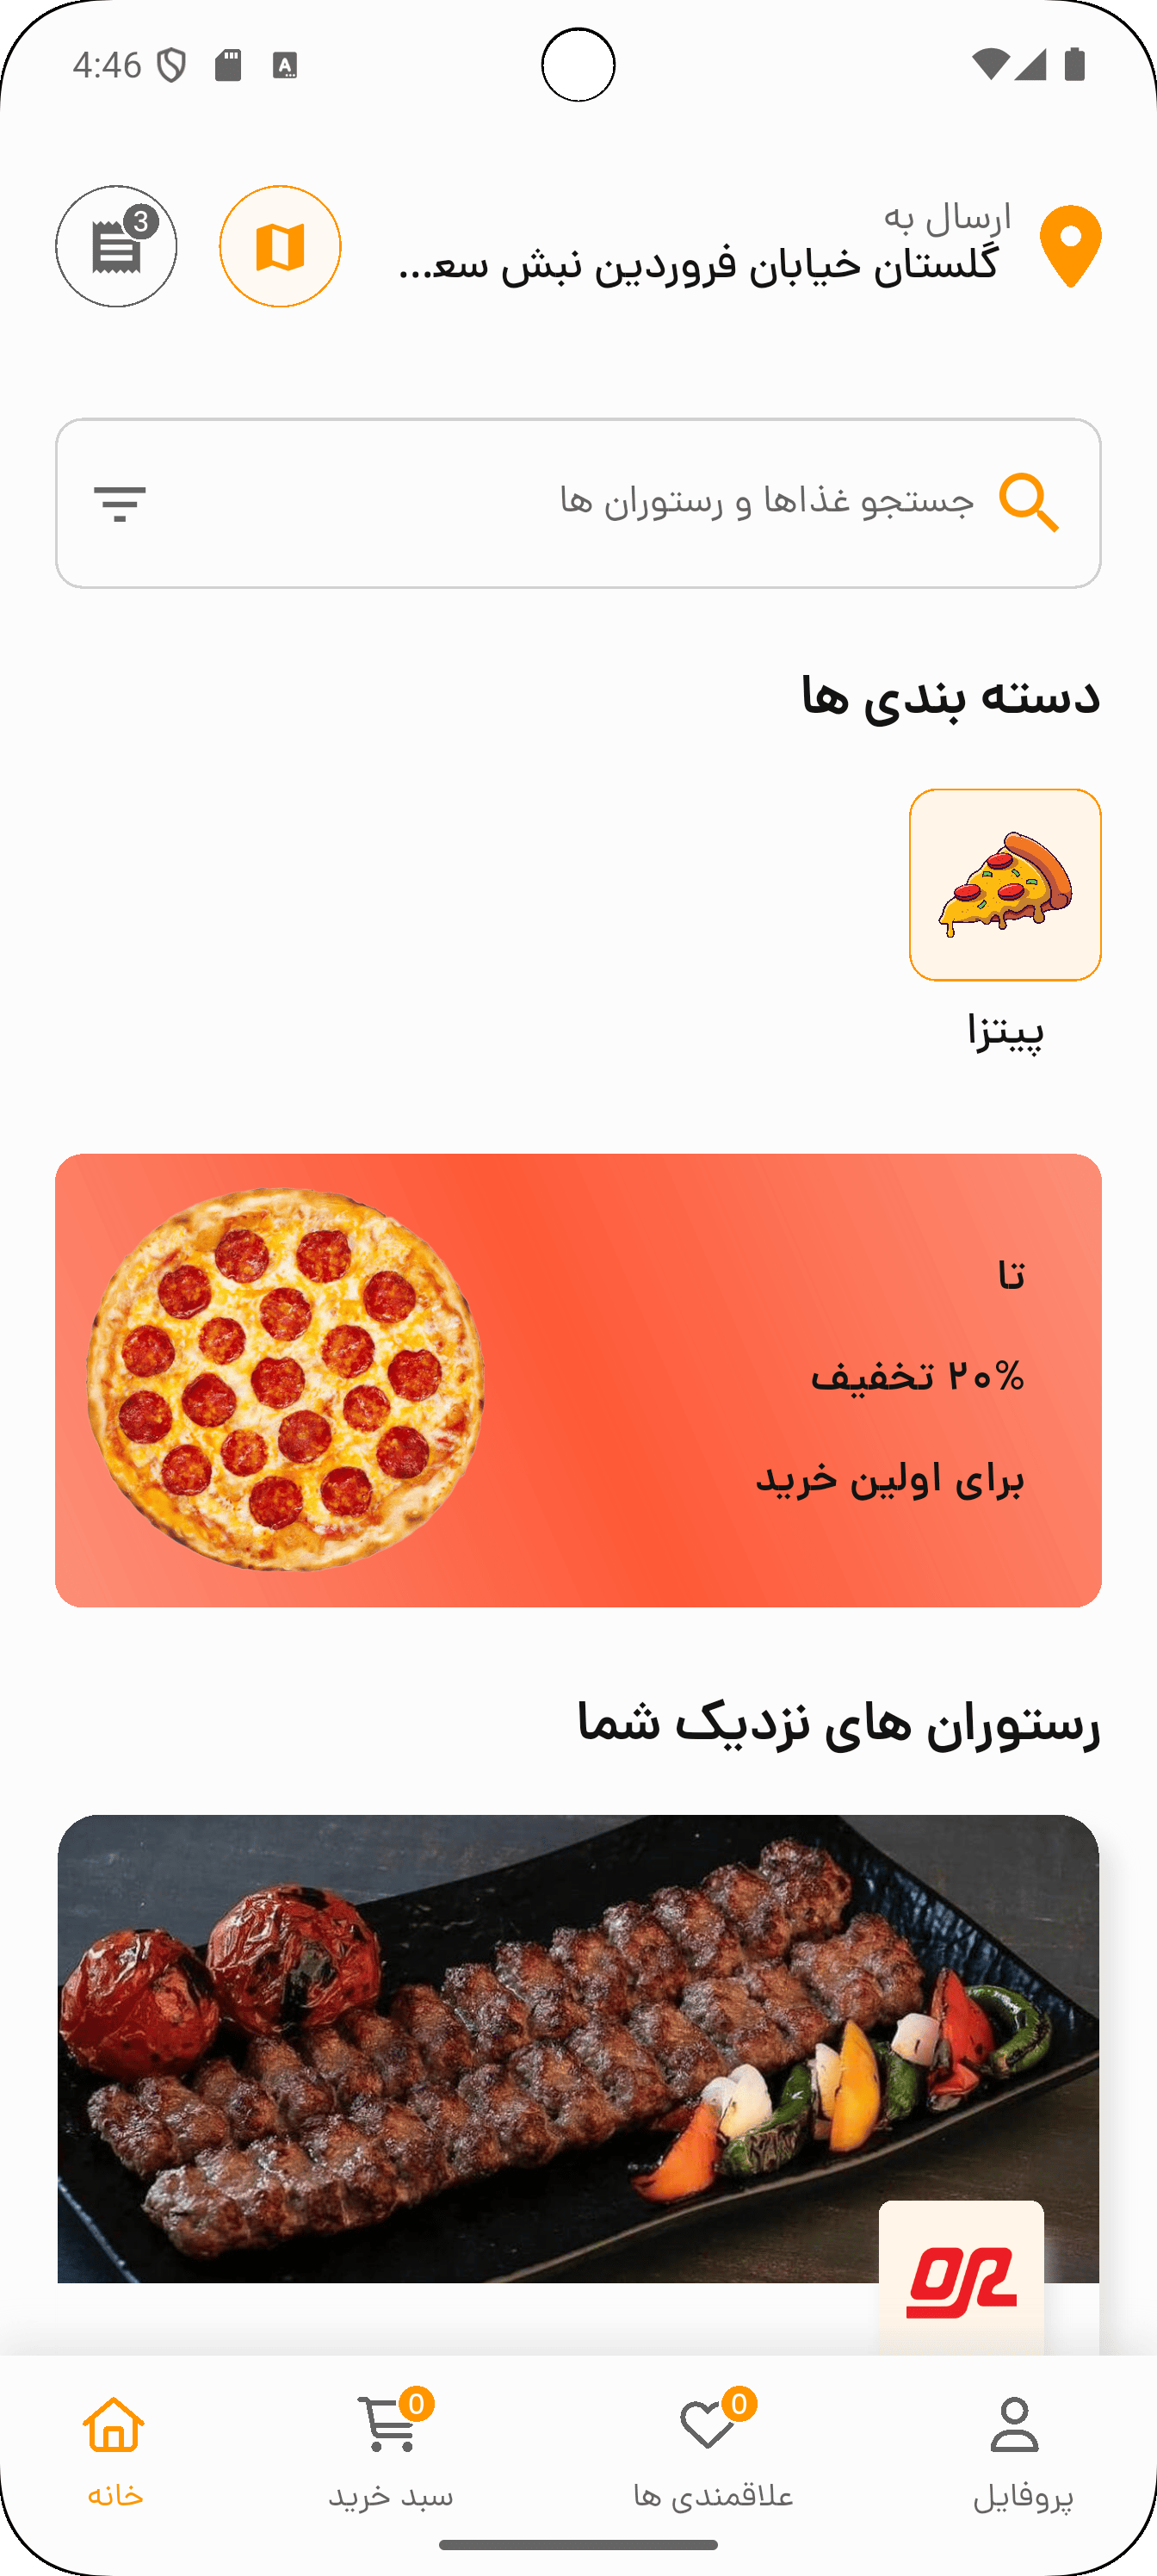 4:46
ارسال به
گلستان خیابان فروردین نبش سع...
3
جستجو غذاها و رستوران ها
دسته بندی ها
پیتزا
تا
۲۰% تخفیف
برای اولین خرید
رستوران های نزدیک شما
پروفایل
0
علاقمندی ها
0
سبد خرید
خانه